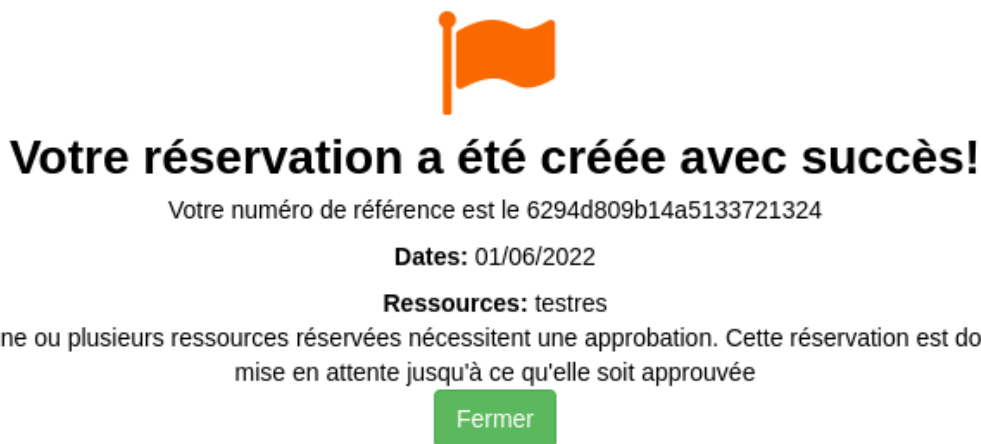 Votre réservation a été créée avec succès!
Votre numéro de référence est le 6294d809b14a5133721324
Dates: 01/06/2022
Ressources: testres
ne ou plusieurs ressources réservées nécessitent une approbation. Cette réservation est do
mise en attente jusqu'à ce qu'elle soit approuvée
Fermer